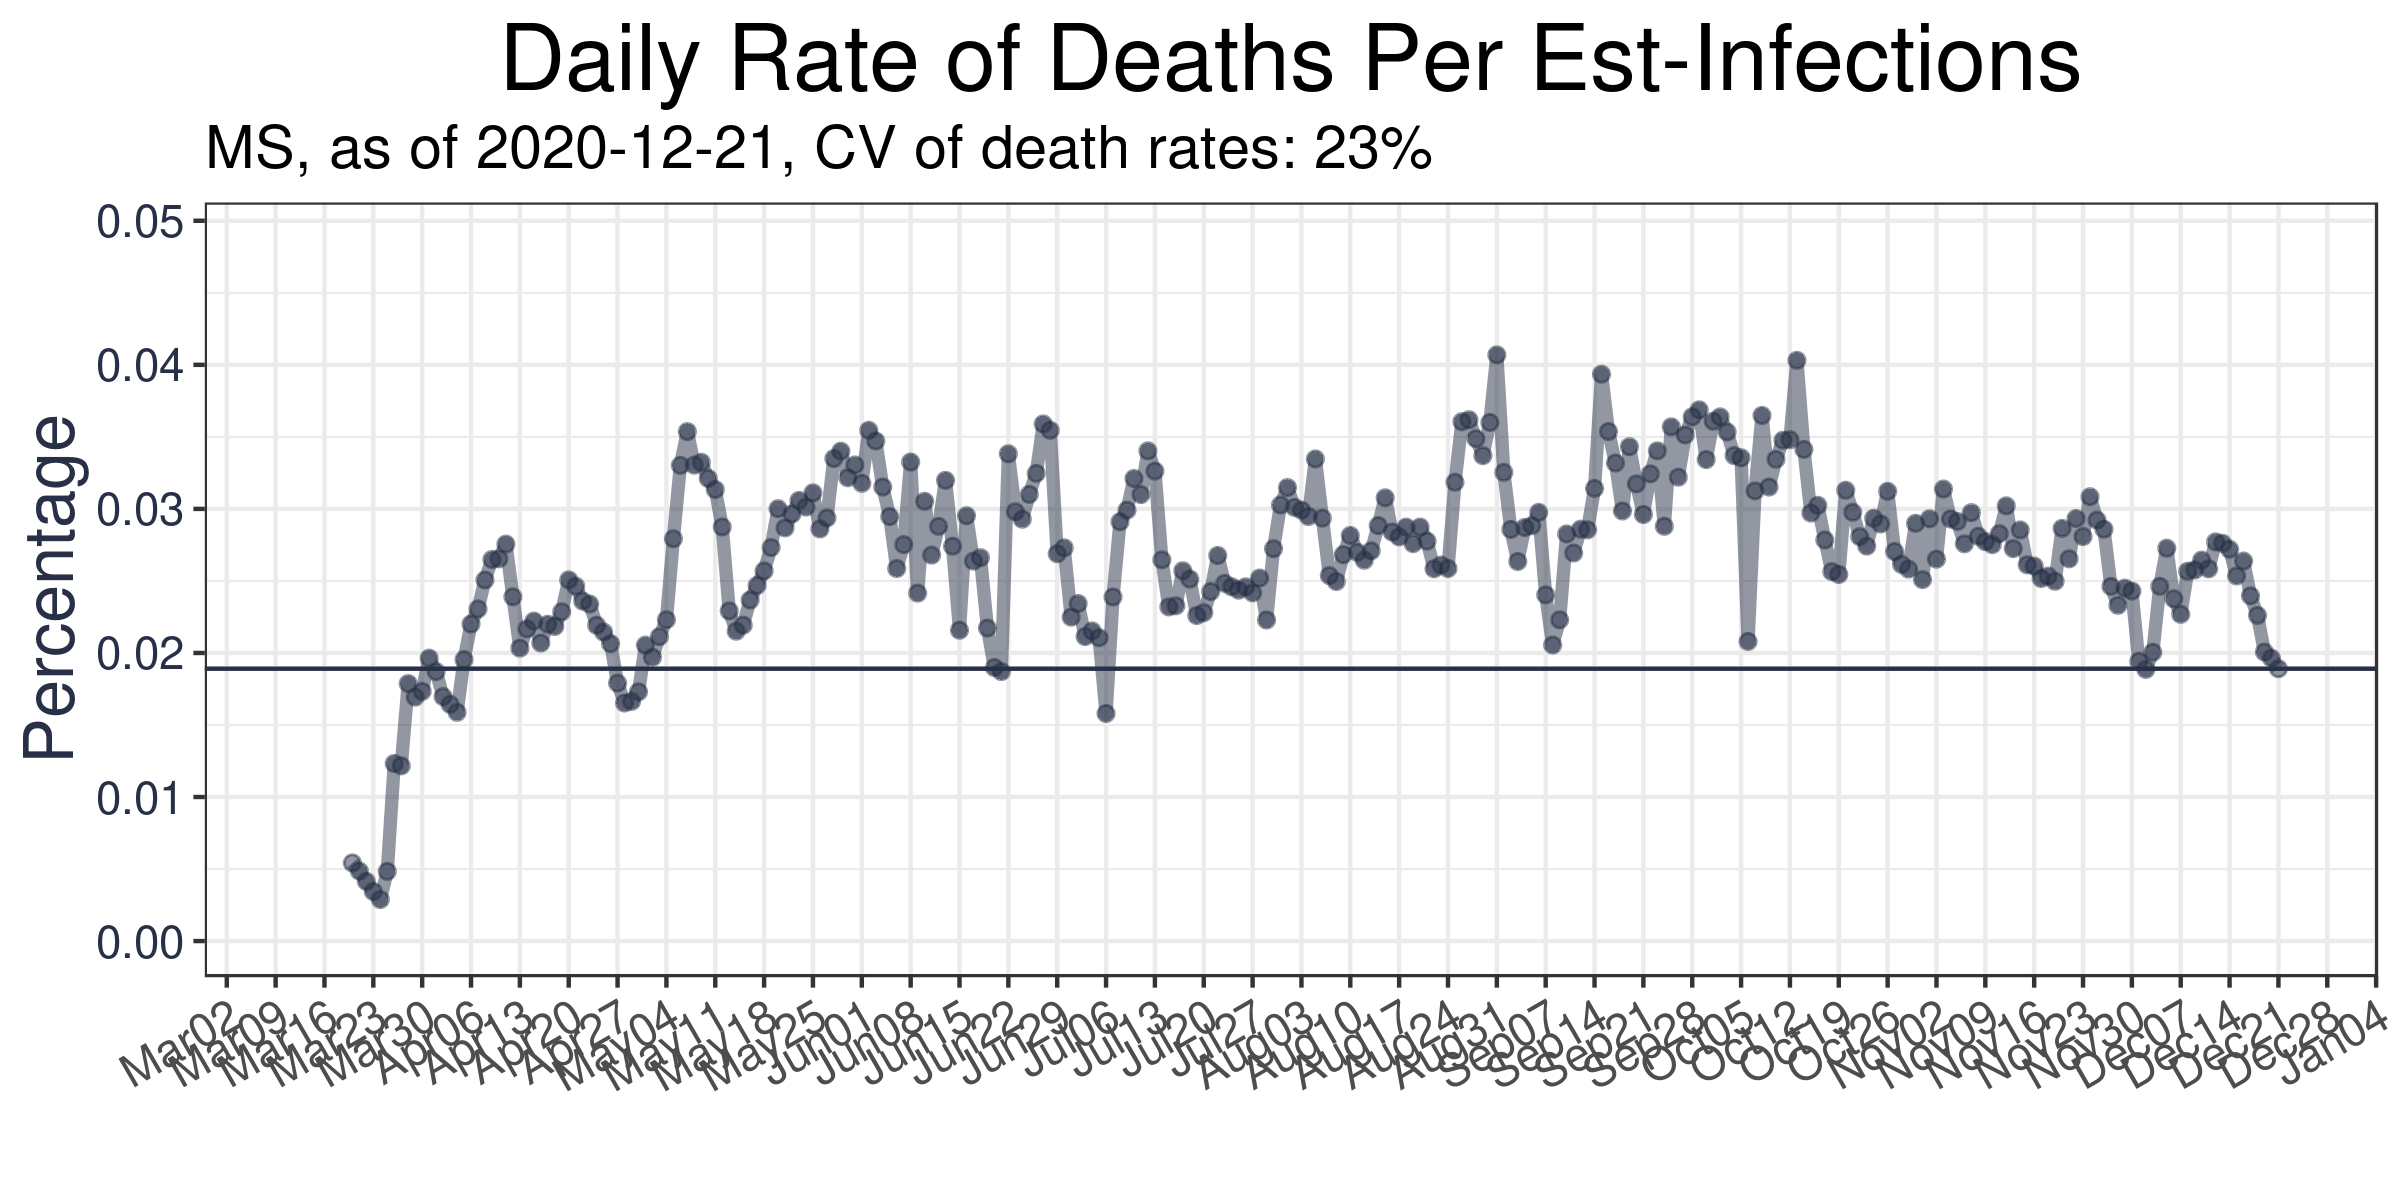 Daily Rate of Deaths Per Est-Infections
MS, as of 2020-12-21, CV of death rates: 23%
Percentage
0.05
0.04
0.03
0.02
0.01
0.00
Mar02
Mar09
Mar16
Mar23
Mar30
Apr06
Apr13
Apr20
Apr27
May04
May11
May18
May25
Jun01
Jun08
Jun15
Jun22
Jun29
Jul06
Jul13
Jul20
Jul27
Aug03
Aug10
Aug17
Aug24
Aug31
Sep07
Sep14
Sep21
Sep28
Oct05
Oct12
Oct19
Oct26
Nov02
Nov09
Nov16
Nov23
Nov30
Dec07
Dec14
Dec21
Dec28
Jan04